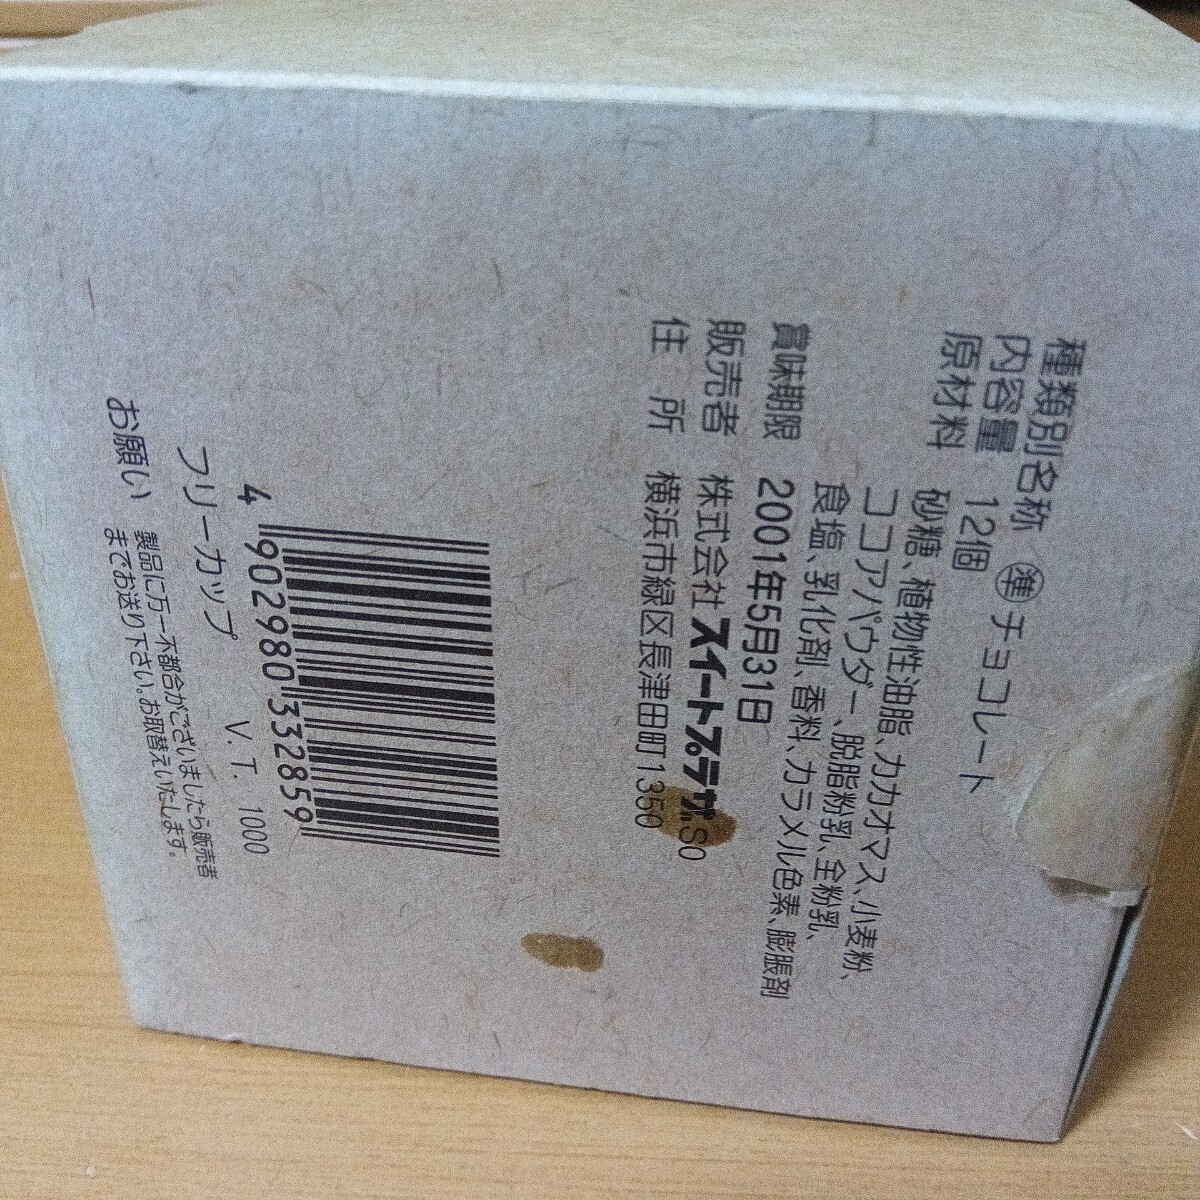 種類別名称 ㊟準チョコレート
内容量 12個
原材料 砂糖、植物性油脂、カカオマス、小麦粉、
ココアパウダー、脱脂粉乳、全粉乳、
食塩、乳化剤、香料、カラメル色素、膨脹剤
賞味期限 2001年5月31日
販売者 株式会社スイートプラザSO
住所 横浜市緑区長津田町1350
4 902980 332859
フリーカップ V.T. 1000
お願い 製品に万一不都合がございましたら販売者
までお送り下さい。お取替えいたします。